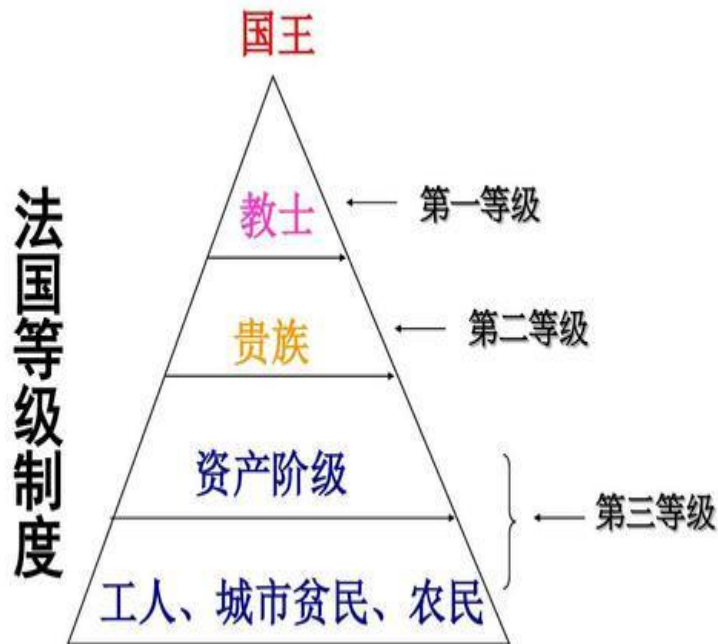 国王
法国等级制度
教士
第一等级
贵族
第二等级
资产阶级
第三等级
工人、城市贫民、农民